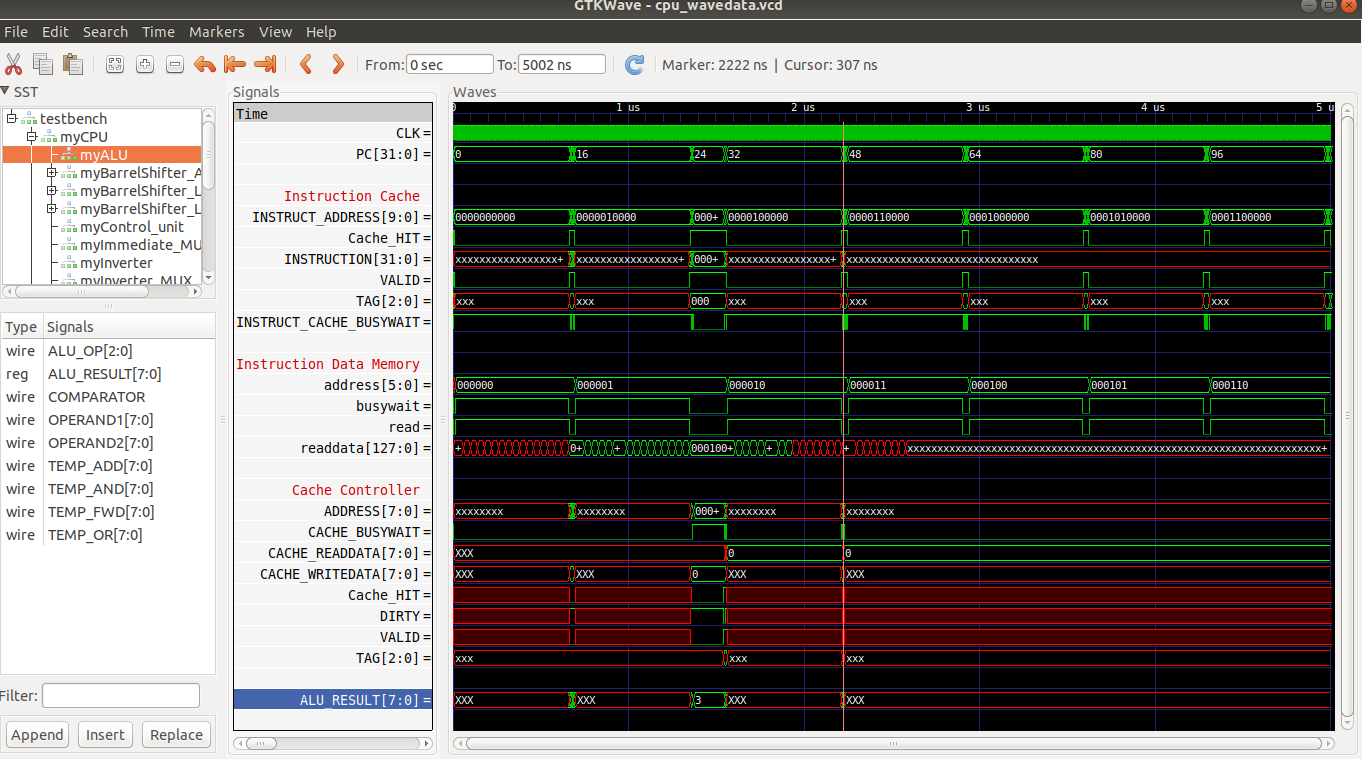 GTKWave - cpu_wavedata.vcd
File Edit Search Time Markers View Help
From: 0 sec To: 5002 ns Marker: 2222 ns | Cursor: 307 ns
SST
testbench
myCPU
myALU
myBarrelShifter_A
myBarrelShifter_L
myBarrelShifter_L
myControl_unit
myImmediate_MU
myInverter
myInverter_MUX
Type Signals
wire ALU_OP[2:0]
reg ALU_RESULT[7:0]
wire COMPARATOR
wire OPERAND1[7:0]
wire OPERAND2[7:0]
wire TEMP_ADD[7:0]
wire TEMP_AND[7:0]
wire TEMP_FWD[7:0]
wire TEMP_OR[7:0]
Filter:
Append Insert Replace
Signals
Time
CLK =
PC[31:0] =
Instruction Cache
INSTRUCT_ADDRESS[9:0] =
Cache_HIT =
INSTRUCTION[31:0] =
VALID =
TAG[2:0] =
INSTRUCT_CACHE_BUSYWAIT =
Instruction Data Memory
address[5:0] =
busywait =
read =
readdata[127:0] =
Cache Controller
ADDRESS[7:0] =
CACHE_BUSYWAIT =
CACHE_READDATA[7:0] =
CACHE_WRITEDATA[7:0] =
Cache_HIT =
DIRTY =
VALID =
TAG[2:0] =
ALU_RESULT[7:0] =
Waves
0 1 us 2 us 3 us 4 us 5 u
0 16 24 32 48 64 80 96
0000000000 0000010000 000+ 0000100000 0000110000 0001000000 0001010000 0001100000
xxxxxxxxxxxxxxxxx+ xxxxxxxxxxxxxxxxx+ 000+ xxxxxxxxxxxxxxxxx+ xxxxxxxxxxxxxxxxxxxxxxxxxxxxxxxx
xxx xxx 000 xxx xxx xxx xxx xxx
000000 000001 000010 000011 000100 000101 000110
+ 0+ + 000100+ + + xxxxxxxxxxxxxxxxxxxxxxxxxxxxxxxxxxxxxxxxxxxxxxxxxxxxxxxxxxxxxxxxxxxxx+
xxxxxxxx xxxxxxxx 000+ xxxxxxxx xxxxxxxx
XXX 0 0
XXX XXX 0 XXX XXX
xxx xxx xxx
XXX XXX 3 XXX XXX